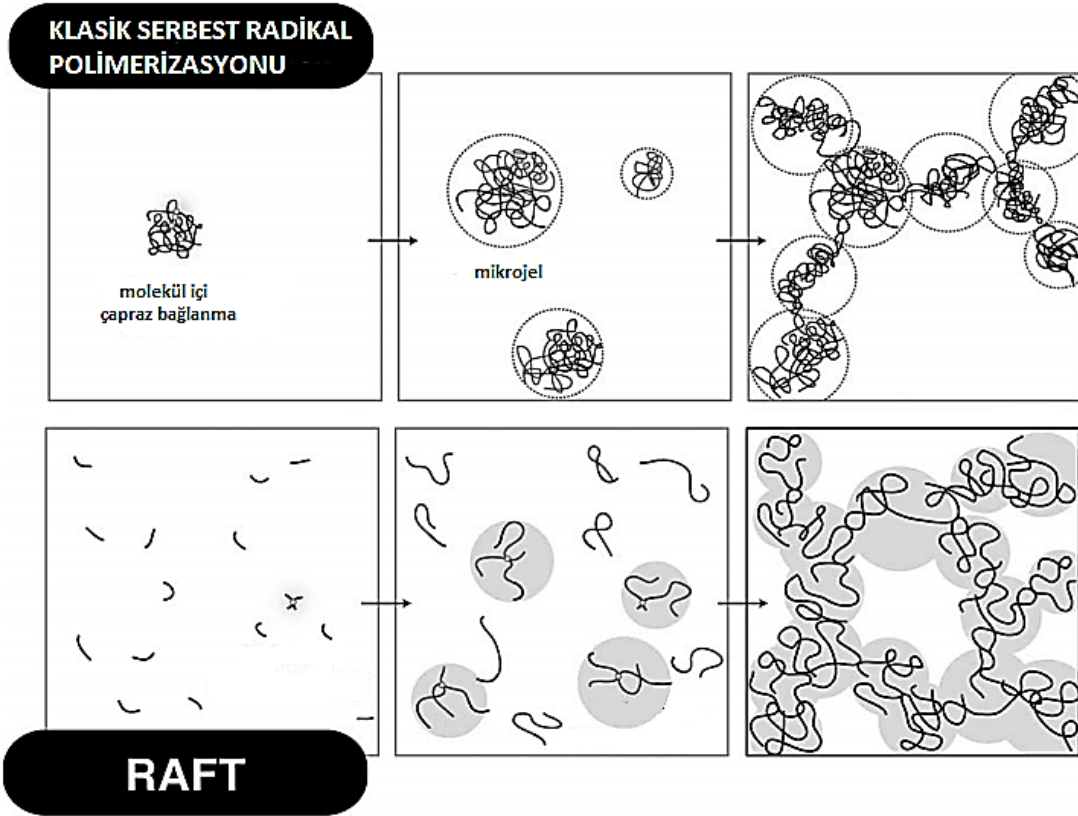 KLASİK SERBEST RADİKAL
POLİMERİZASYONU
molekül içi
çapraz bağlanma
mikrojel
RAFT